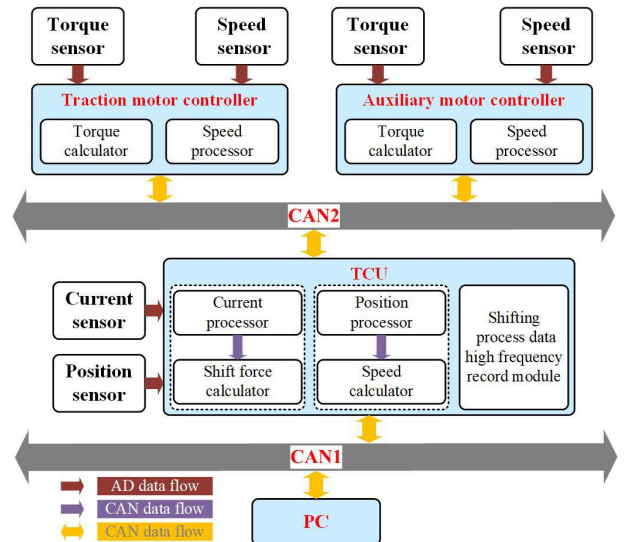 Torque
sensor
Speed
sensor
Torque
sensor
Speed
sensor
Traction motor controller
Auxiliary motor controller
Torque
calculator
Speed
processor
Torque
calculator
Speed
processor
CAN2
TCU
Current
sensor
Position
sensor
Current
processor
Position
processor
Shift force
calculator
Speed
calculator
Shifting
process data
high frequency
record module
CAN1
AD data flow
CAN data flow
CAN data flow
PC